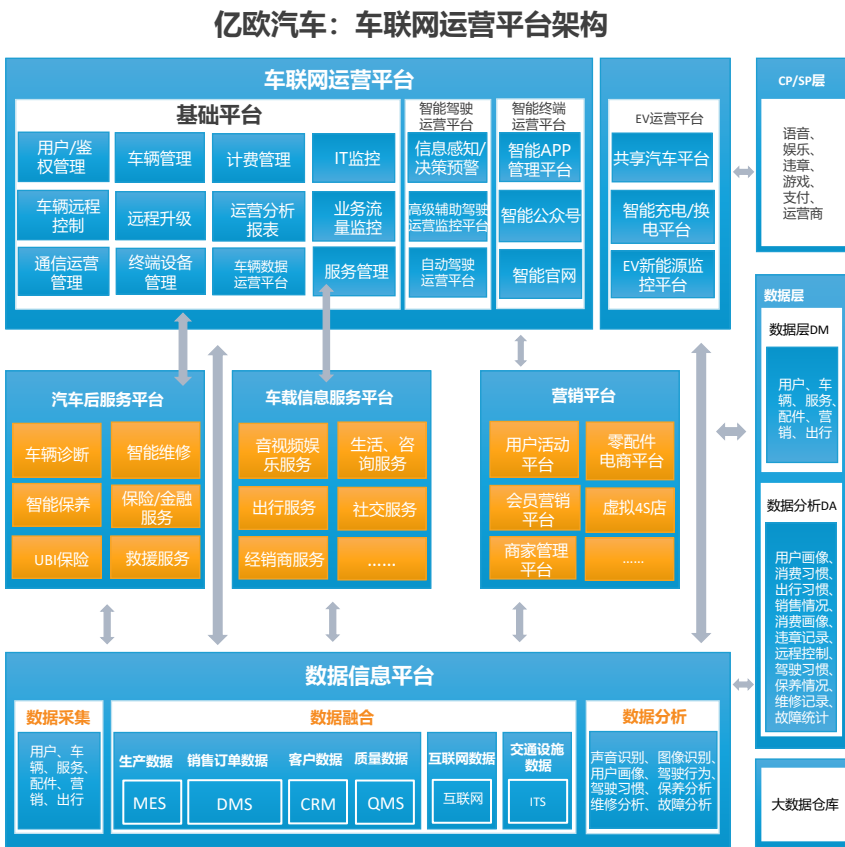 亿欧汽车：车联网运营平台架构
车联网运营平台
基础平台
用户/鉴
权管理
车辆管理
计费管理
IT监控
车辆远程
控制
远程升级
运营分析
报表
业务流
量监控
通信运营
管理
终端设备
管理
车辆数据
运营平台
服务管理
智能驾驶
运营平台
信息感知/
决策预警
高级辅助驾驶
运营监控平台
自动驾驶
运营平台
智能终端
运营平台
智能APP
管理平台
智能公众号
智能官网
EV运营平台
共享汽车平台
智能充电/换
电平台
EV新能源监
控平台
CP/SP层
语音、
娱乐、
违章、
游戏、
支付、
运营商
汽车后服务平台
车辆诊断
智能维修
智能保养
保险/金融
服务
UBI保险
救援服务
车载信息服务平台
音视频娱
乐服务
生活、咨
询服务
出行服务
社交服务
经销商服务
……
营销平台
用户活动
平台
零配件
电商平台
会员营销
平台
虚拟4S店
商家管理
平台
……
数据层
数据层DM
用户、车
辆、服务、
配件、营
销、出行
数据分析DA
用户画像、
消费习惯、
出行习惯、
销售情况、
消费画像、
违章记录、
远程控制、
驾驶习惯、
保养情况、
维修记录、
故障统计
大数据仓库
数据信息平台
数据采集
用户、车
辆、服务、
配件、营
销、出行
数据融合
生产数据
MES
销售订单数据
DMS
客户数据
CRM
质量数据
QMS
互联网数据
互联网
交通设施
数据
ITS
数据分析
声音识别、图像识别、
用户画像、驾驶行为、
驾驶习惯、保养分析
维修分析、故障分析